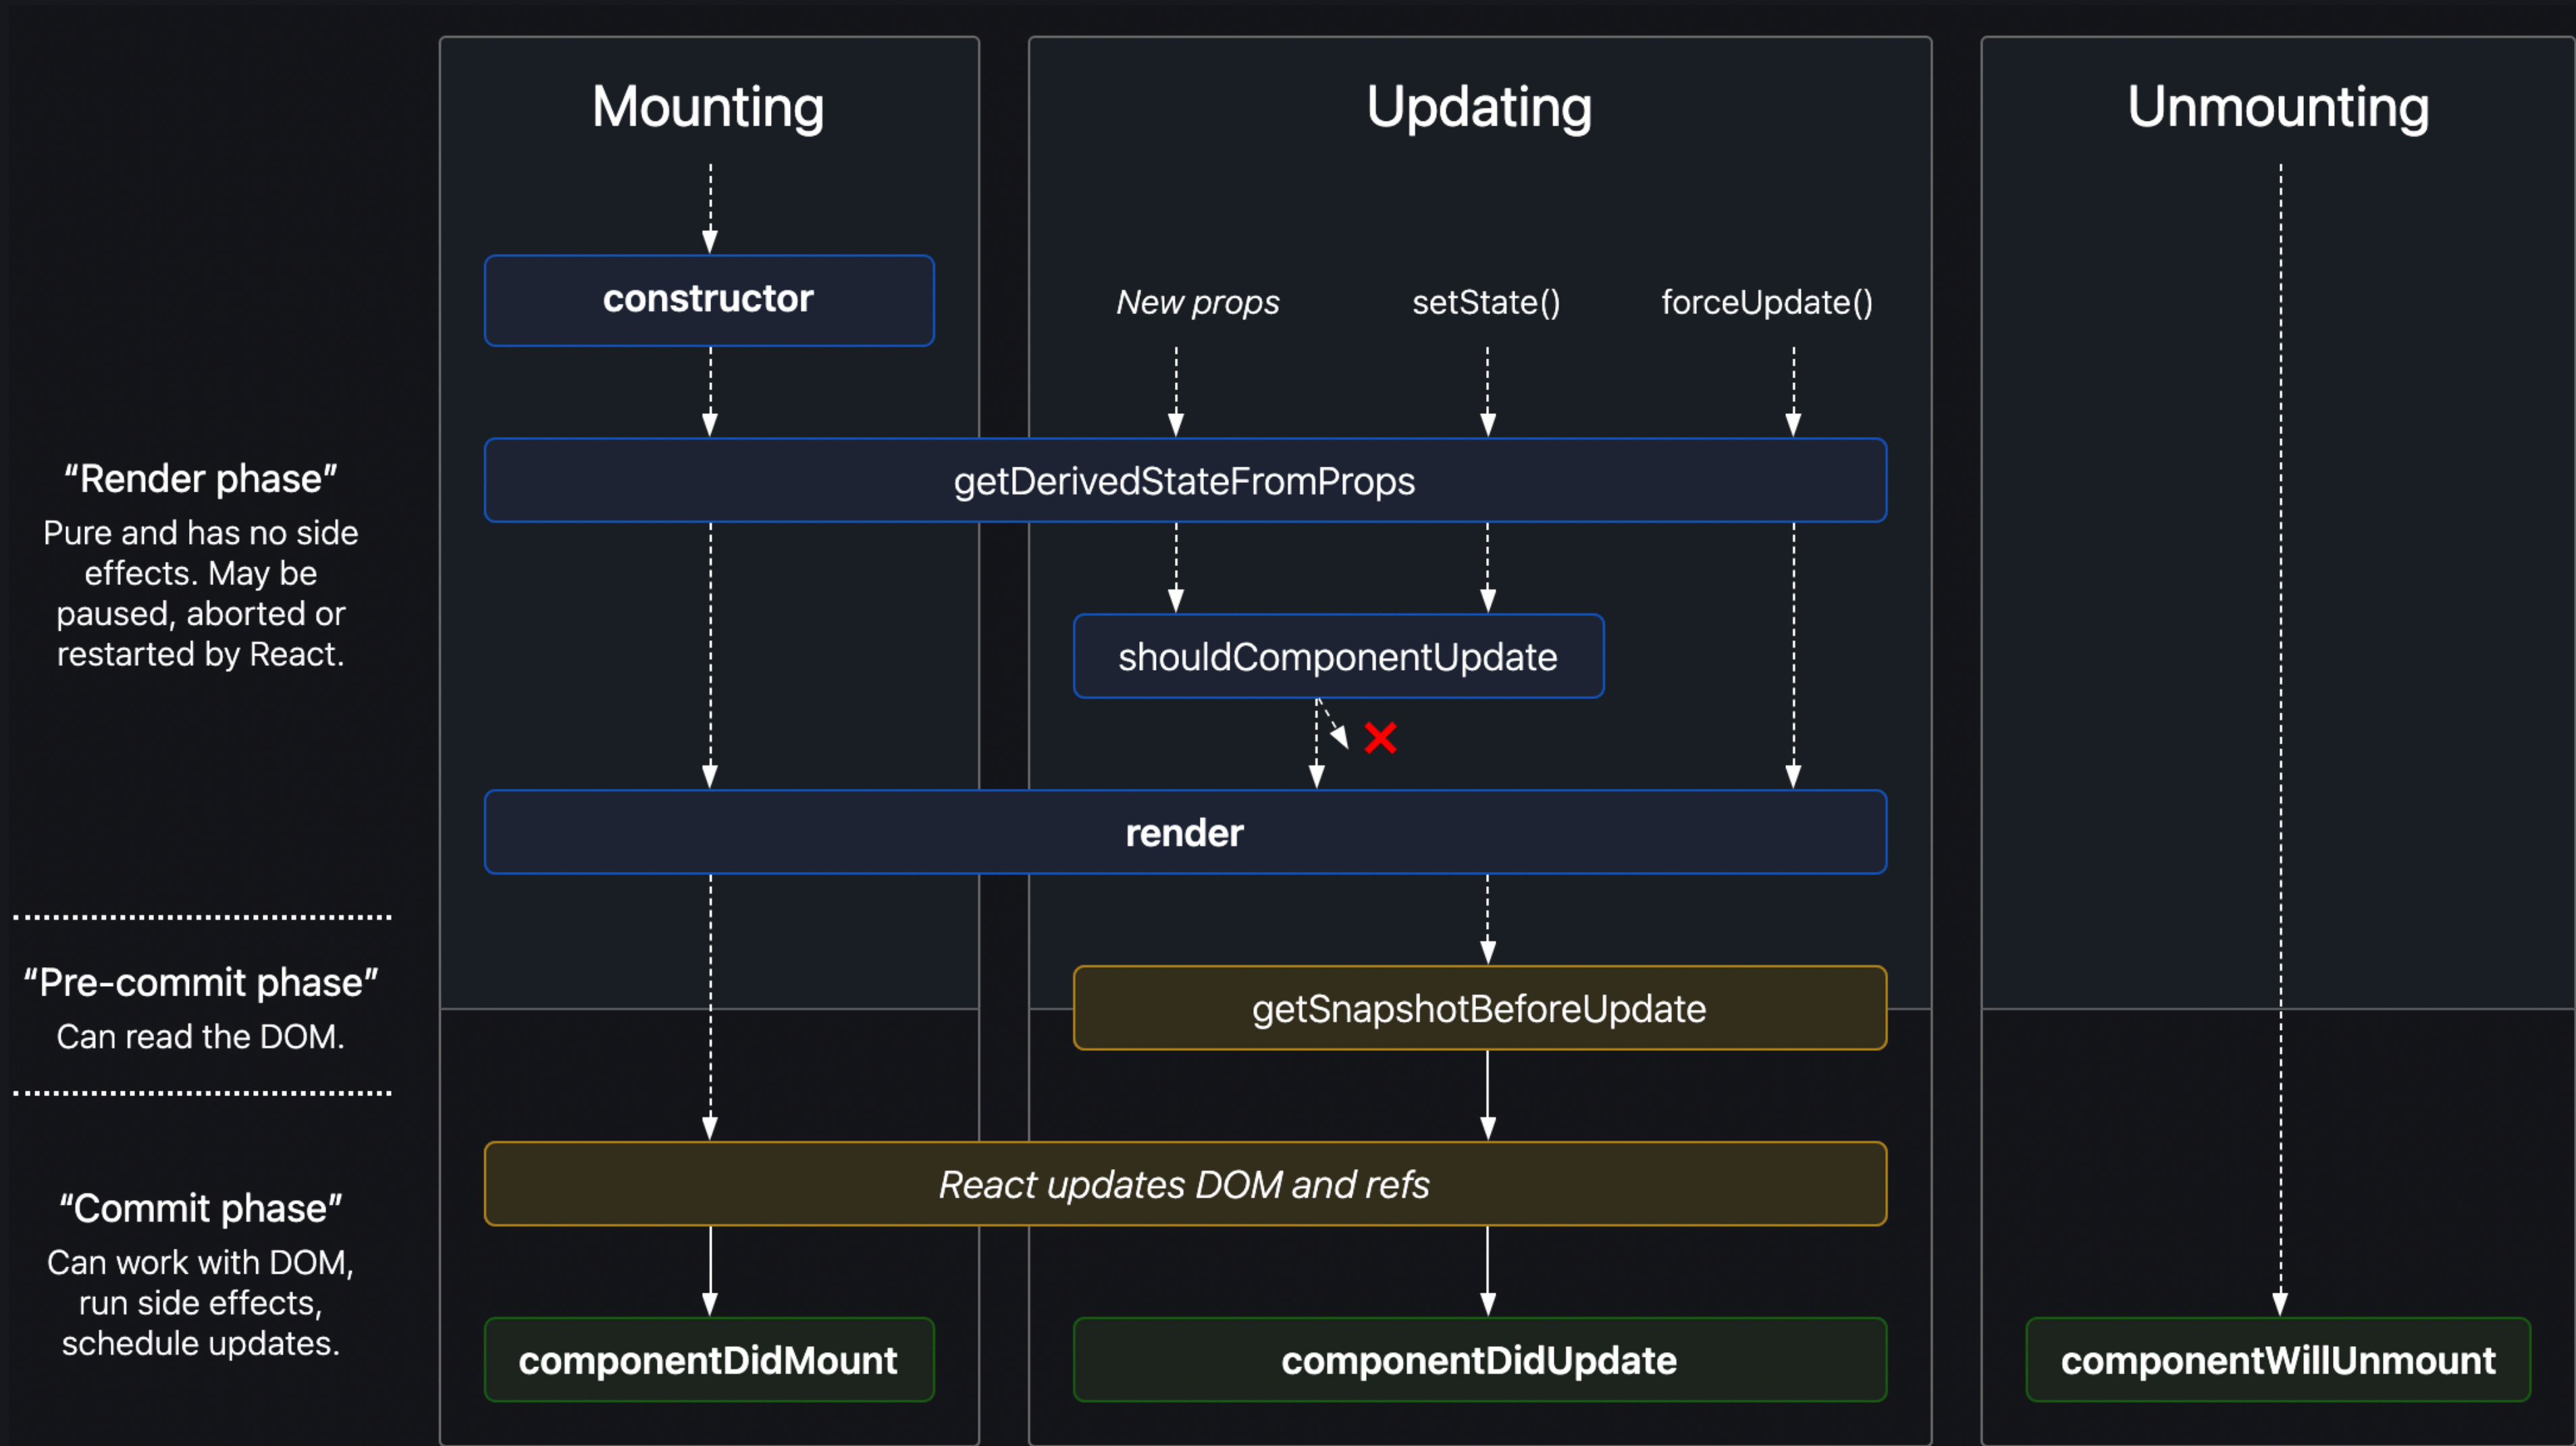 Mounting
Updating
Unmounting
constructor
New props
setState()
forceUpdate()
“Render phase”
Pure and has no side
effects. May be
paused, aborted or
restarted by React.
getDerivedStateFromProps
shouldComponentUpdate
render
“Pre-commit phase”
Can read the DOM.
getSnapshotBeforeUpdate
“Commit phase”
Can work with DOM,
run side effects,
schedule updates.
React updates DOM and refs
componentDidMount
componentDidUpdate
componentWillUnmount